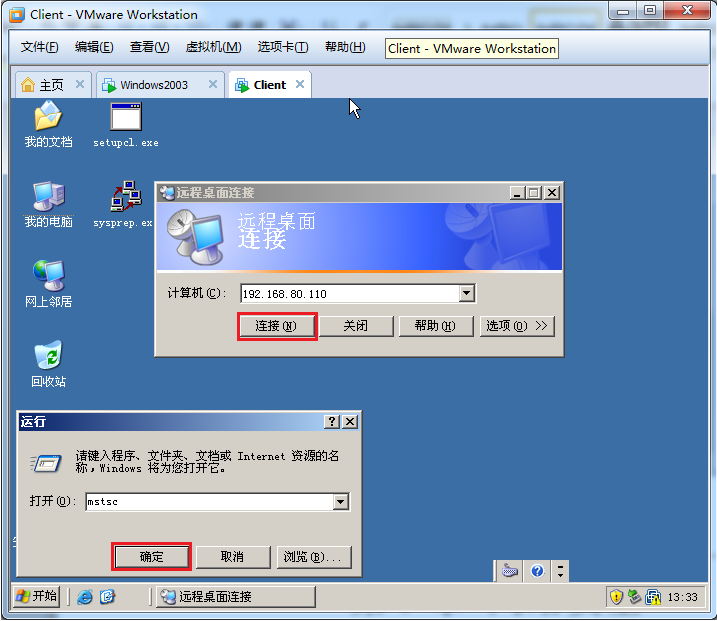 Client - VMware Workstation
文件(F) 编辑(E) 查看(V) 虚拟机(M) 选项卡(T) 帮助(H) Client - VMware Workstation
主页 Windows2003 Client
我的文档 setupcl.exe
我的电脑 sysprep.ex
网上邻居
回收站
远程桌面连接
远程桌面
连接
计算机(C): 192.168.80.110
连接(N) 关闭 帮助(H) 选项(O) >>
运行
请键入程序、文件夹、文档或 Internet 资源的名
称,Windows 将为您打开它。
打开(O): mstsc
确定 取消 浏览(B)...
开始 远程桌面连接 13:33